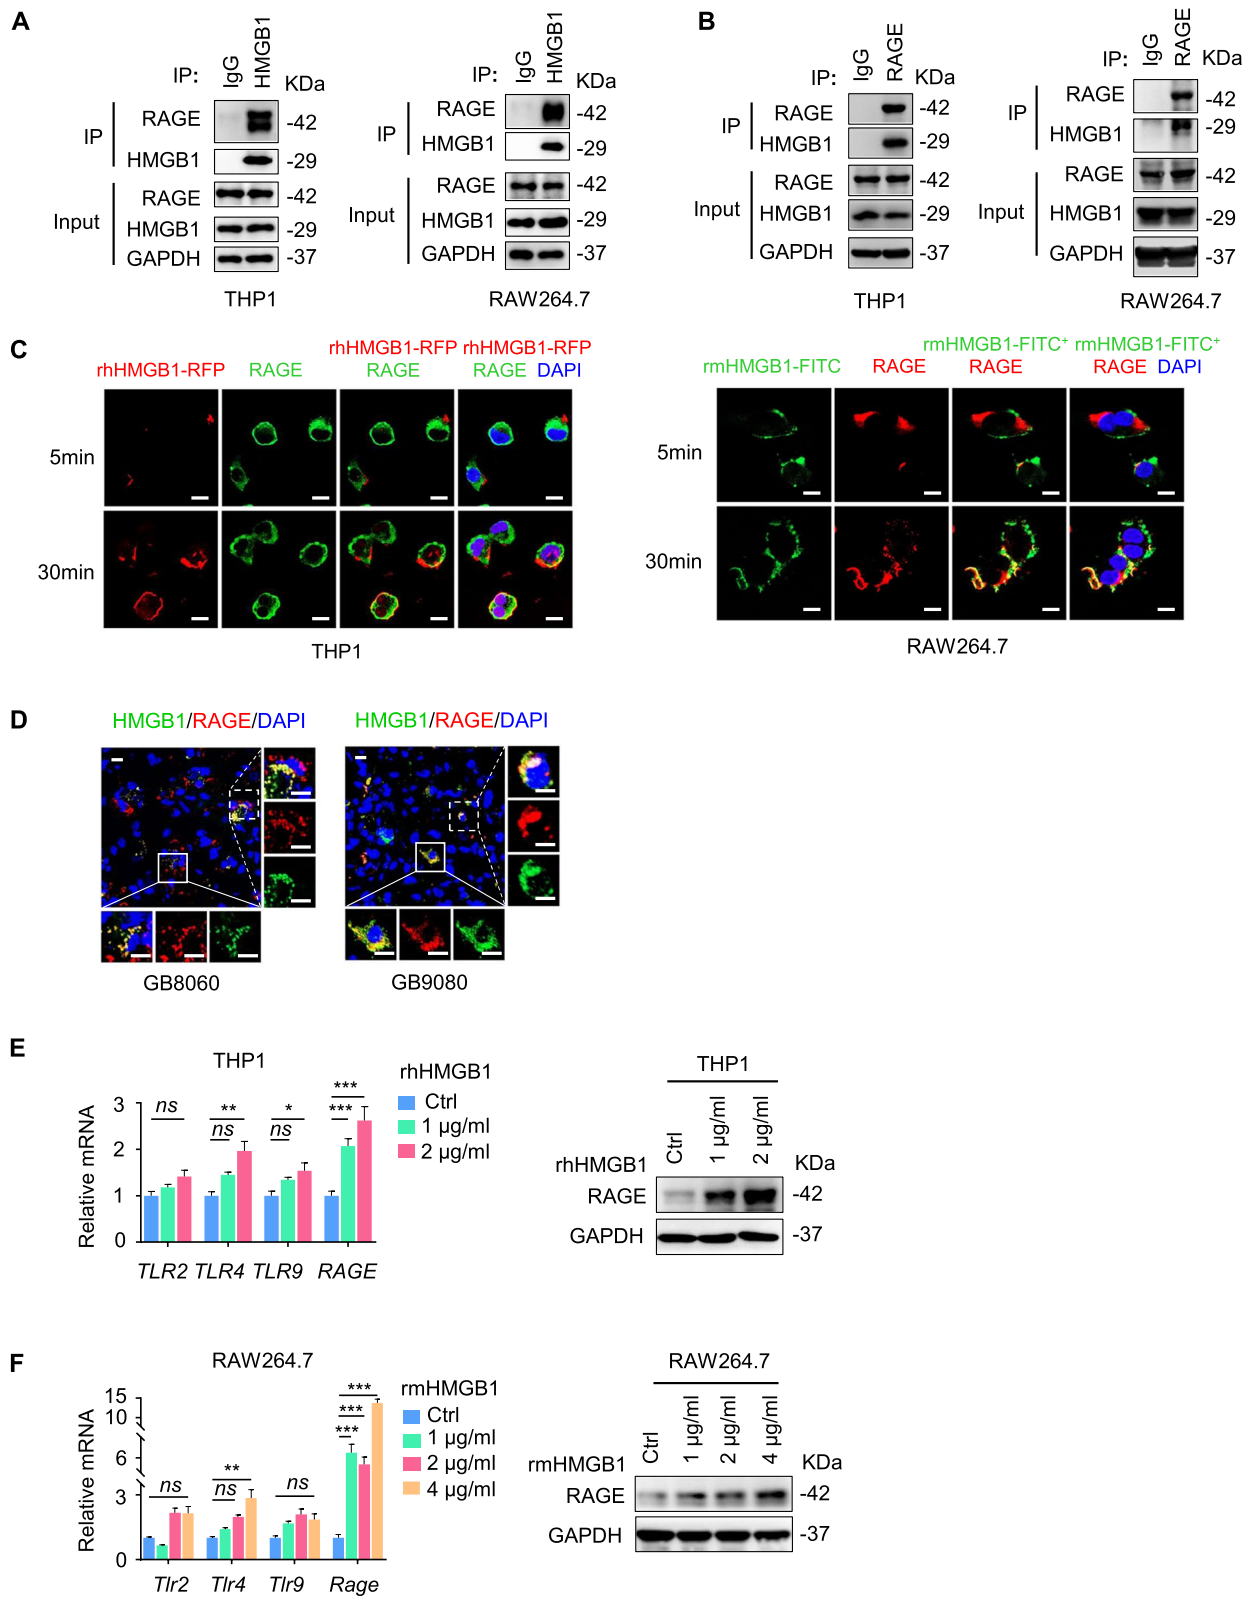 A
IP: IgG HMGB1 KDa
IP RAGE -42
HMGB1 -29
Input RAGE -42
HMGB1 -29
GAPDH -37
THP1
IP: IgG HMGB1 KDa
IP RAGE -42
HMGB1 -29
Input RAGE -42
HMGB1 -29
GAPDH -37
RAW264.7
B
IP: IgG RAGE KDa
IP RAGE -42
HMGB1 -29
Input RAGE -42
HMGB1 -29
GAPDH -37
THP1
IP: IgG RAGE KDa
IP RAGE -42
HMGB1 -29
Input RAGE -42
HMGB1 -29
GAPDH -37
RAW264.7
C
rhHMGB1-RFP rhHMGB1-RFP
rhHMGB1-RFP RAGE RAGE RAGE DAPI
5min
30min
THP1
rmHMGB1-FITC+ rmHMGB1-FITC+
rmHMGB1-FITC RAGE RAGE RAGE DAPI
5min
30min
RAW264.7
D
HMGB1/RAGE/DAPI
GB8060
HMGB1/RAGE/DAPI
GB9080
E
THP1
Relative mRNA
3
2
1
0
ns
ns **
ns *
*** ***
TLR2 TLR4 TLR9 RAGE
rhHMGB1
Ctrl
1 μg/ml
2 μg/ml
THP1
rhHMGB1 Ctrl 1 μg/ml 2 μg/ml KDa
RAGE -42
GAPDH -37
F
RAW264.7
Relative mRNA
15
10
6
3
0
ns
ns **
ns
*** *** ***
Tlr2 Tlr4 Tlr9 Rage
rmHMGB1
Ctrl
1 μg/ml
2 μg/ml
4 μg/ml
RAW264.7
rmHMGB1 Ctrl 1 μg/ml 2 μg/ml 4 μg/ml KDa
RAGE -42
GAPDH -37